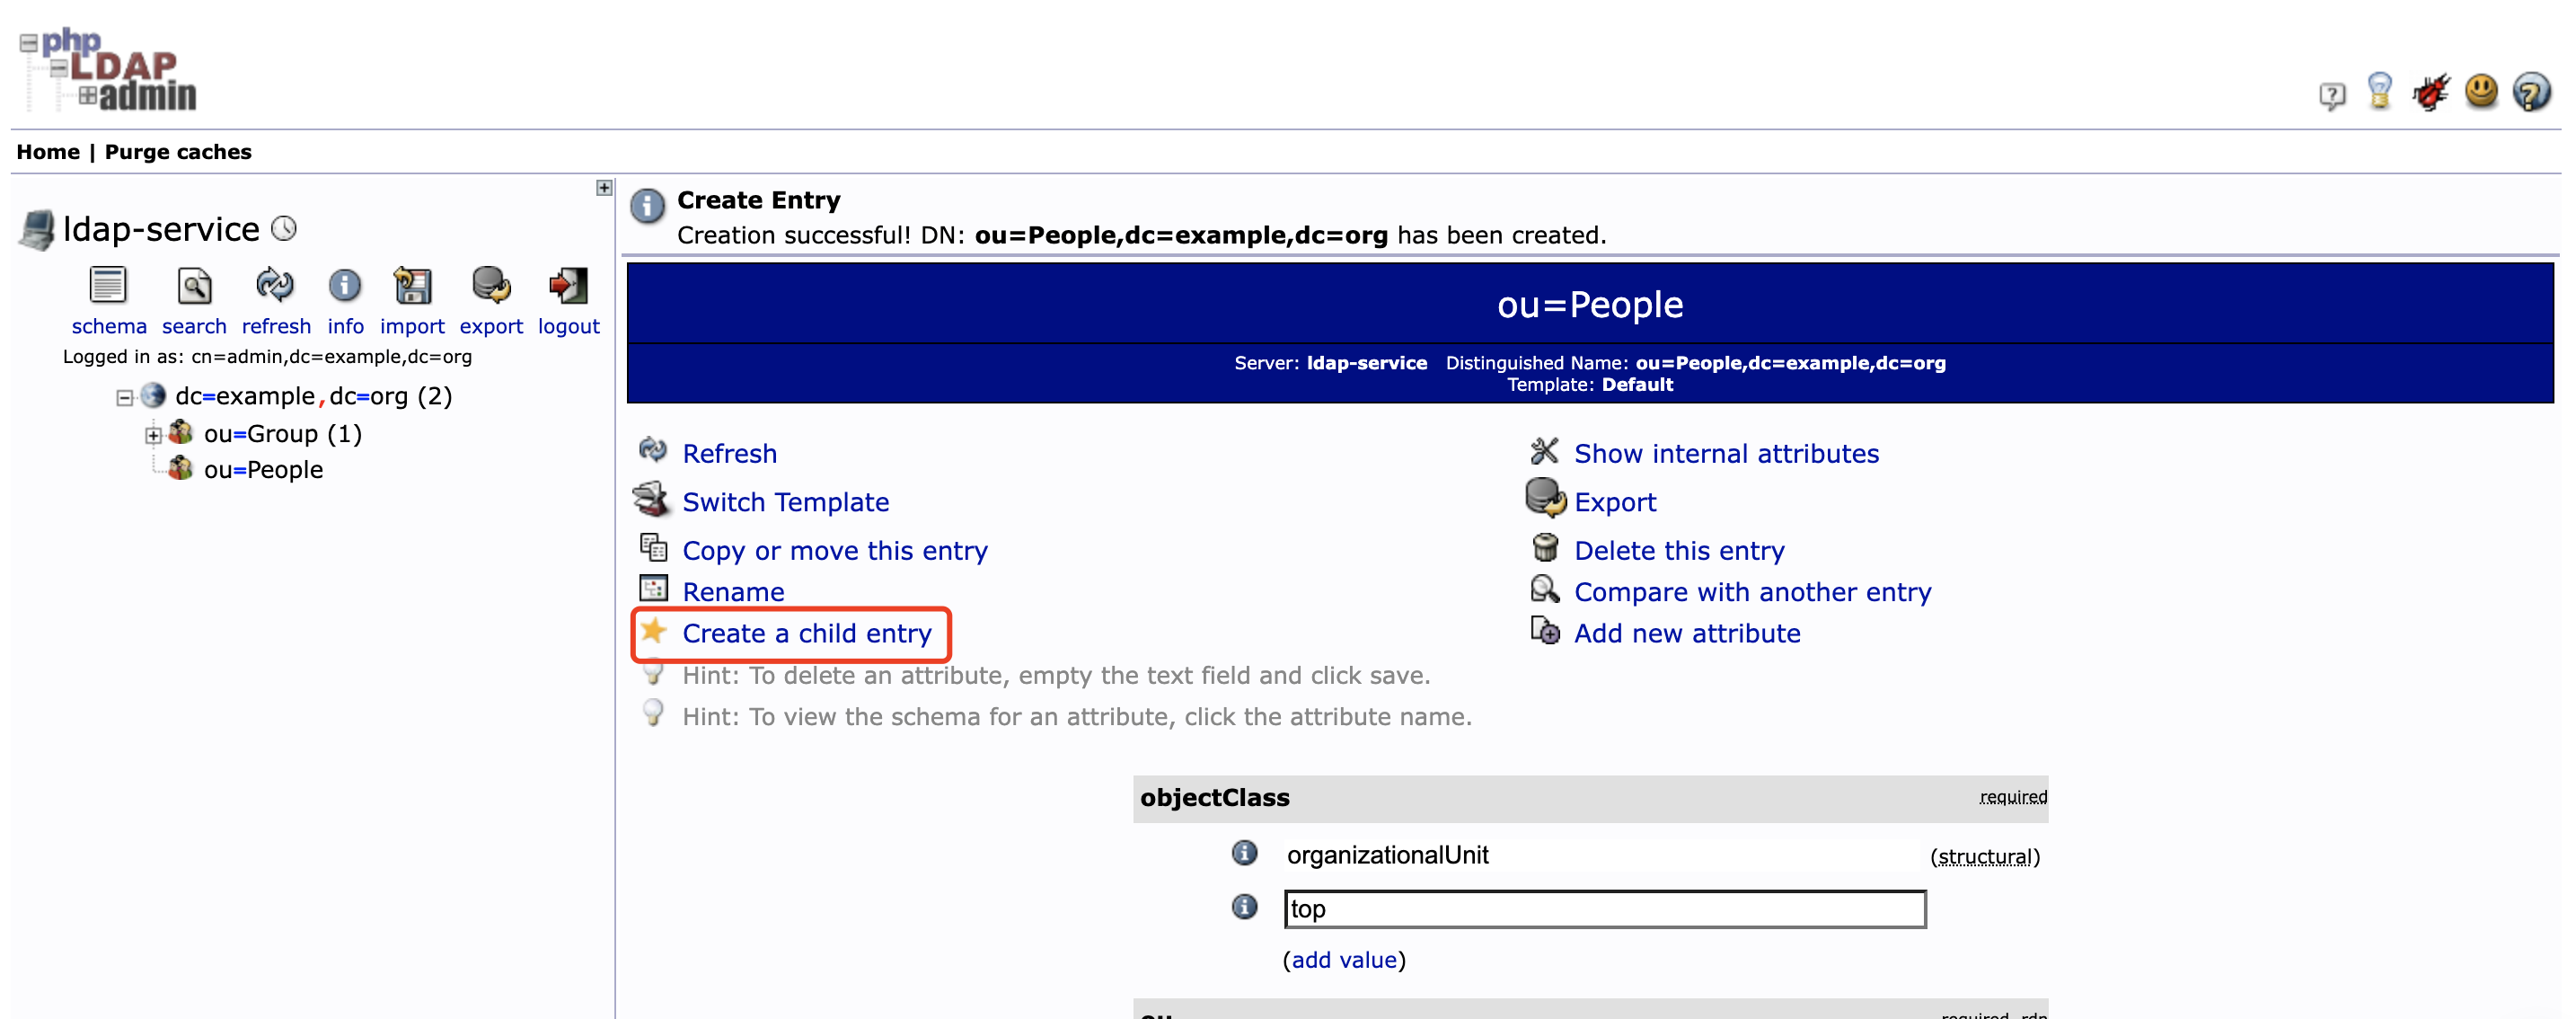 php
LDAP
admin
Home | Purge caches
ldap-service
schema search refresh info import export logout
Logged in as: cn=admin,dc=example,dc=org
dc=example,dc=org (2)
ou=Group (1)
ou=People
Create Entry
Creation successful! DN: ou=People,dc=example,dc=org has been created.
ou=People
Server: ldap-service Distinguished Name: ou=People,dc=example,dc=org
Template: Default
Refresh
Show internal attributes
Switch Template
Export
Copy or move this entry
Delete this entry
Rename
Compare with another entry
Create a child entry
Add new attribute
Hint: To delete an attribute, empty the text field and click save.
Hint: To view the schema for an attribute, click the attribute name.
objectClass required
organizationalUnit (structural)
top
(add value)